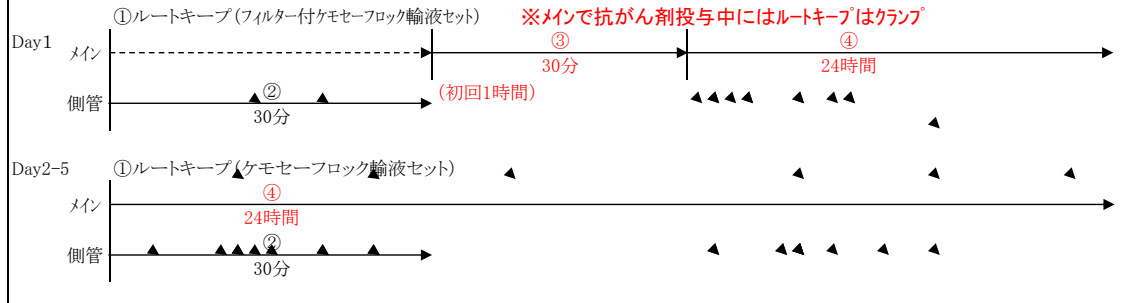 ①ルートキープ(フィルター付ケモセーフロック輸液セット) ※メインで抗がん剤投与中にはルートキープはクランプ
Day1 メイン ③ ④
30分 24時間
側管 ② (初回1時間)
30分
Day2-5 ①ルートキープ(ケモセーフロック輸液セット)
④
メイン
24時間
側管 ②
30分